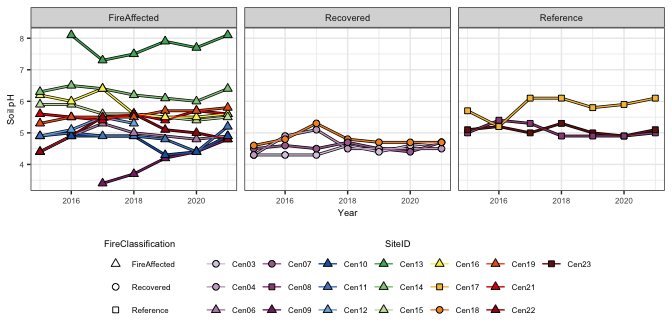 FireAffected Recovered Reference
8
7
6
5
4
Soil pH
2016 2018 2020 2016 2018 2020 2016 2018 2020
Year
FireClassification SiteID
FireAffected Cen03 Cen07 Cen10 Cen13 Cen16 Cen19 Cen23
Recovered Cen04 Cen08 Cen11 Cen14 Cen17 Cen21
Reference Cen06 Cen09 Cen12 Cen15 Cen18 Cen22